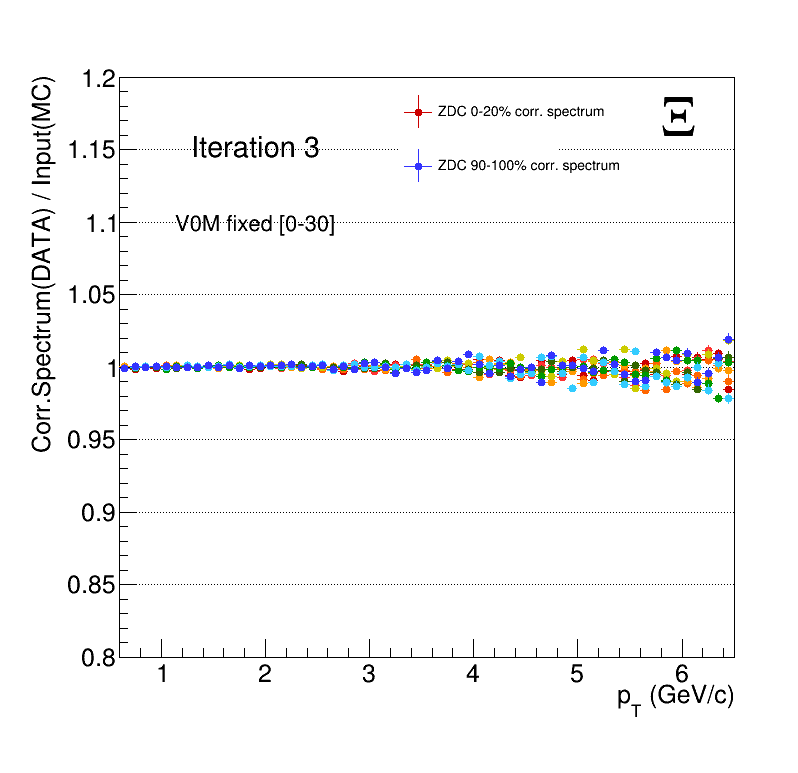 Corr.Spectrum(DATA) / Input(MC)
1.2
1.15
1.1
1.05
1
0.95
0.9
0.85
0.8
ZDC 0-20% corr. spectrum
Ξ
Iteration 3
ZDC 90-100% corr. spectrum
V0M fixed [0-30]
1 2 3 4 5 6
pT (GeV/c)